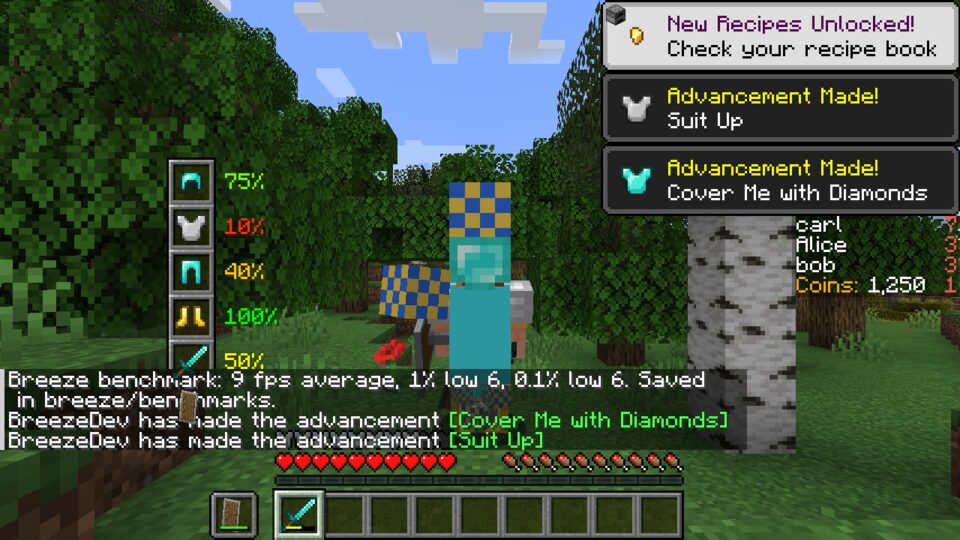 New Recipes Unlocked!
Check your recipe book
Advancement Made!
Suit Up
Advancement Made!
Cover Me with Diamonds
75%
10%
40%
100%
50%
carl
Alice
bob
Coins: 1,250
Breeze benchmark: 9 fps average, 1% low 6, 0.1% low 6. Saved
in breeze/benchmarks.
BreezeDev has made the advancement [Cover Me with Diamonds]
BreezeDev has made the advancement [Suit Up]